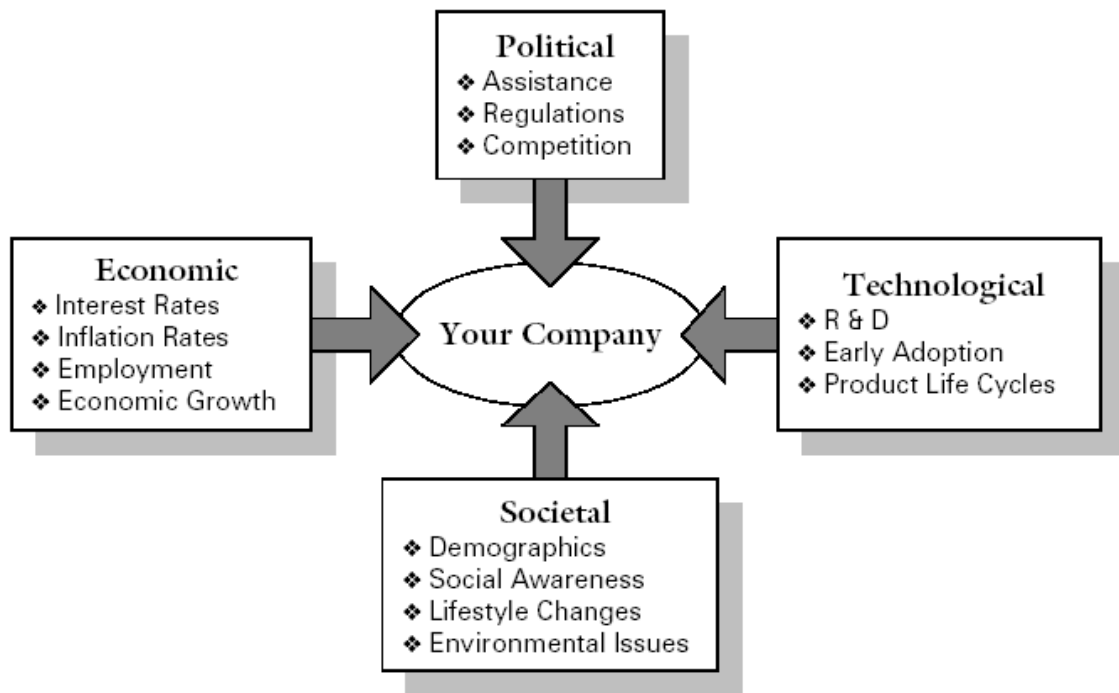 Political
❖ Assistance
❖ Regulations
❖ Competition
Economic
❖ Interest Rates
❖ Inflation Rates
❖ Employment
❖ Economic Growth
Your Company
Technological
❖ R & D
❖ Early Adoption
❖ Product Life Cycles
Societal
❖ Demographics
❖ Social Awareness
❖ Lifestyle Changes
❖ Environmental Issues